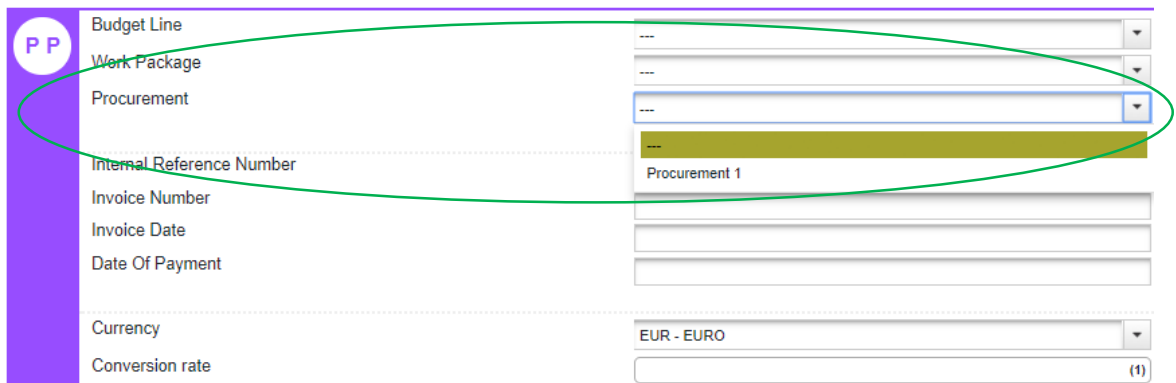 P P
Budget Line ---
Work Package ---
Procurement ---
---
Internal Reference Number
Procurement 1
Invoice Number
Invoice Date
Date Of Payment
Currency EUR - EURO
Conversion rate (1)